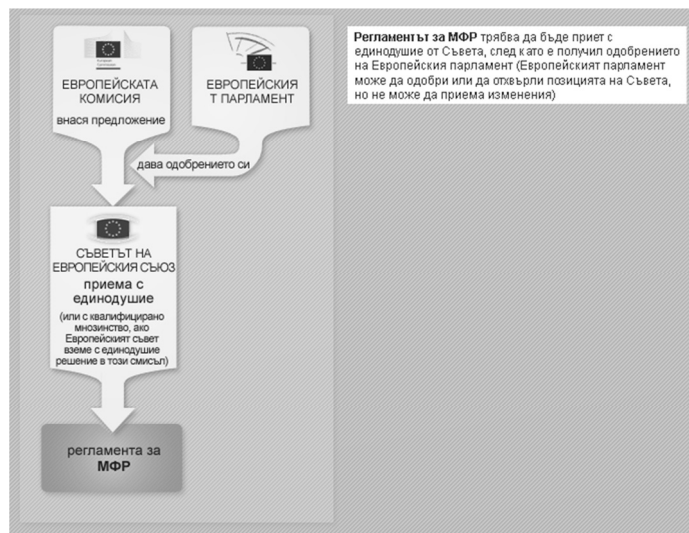 ЕВРОПЕЙСКАТА
КОМИСИЯ
внася предложение
ЕВРОПЕЙСКИЯ
Т ПАРЛАМЕНТ
дава одобрението си
СЪВЕТЪТ НА
ЕВРОПЕЙСКИЯ СЪЮЗ
приема с
единодушие
(или с квалифицирано
мнозинство, ако
Европейският съвет
вземе с единодушие
решение в този смисъл)
регламента за
МФР
Регламентът за МФР трябва да бъде приет с
единодушие от Съвета, след като е получил одобрението
на Европейския парламент (Европейският парламент
може да одобри или да отхвърли позицията на Съвета,
но не може да приема изменения)